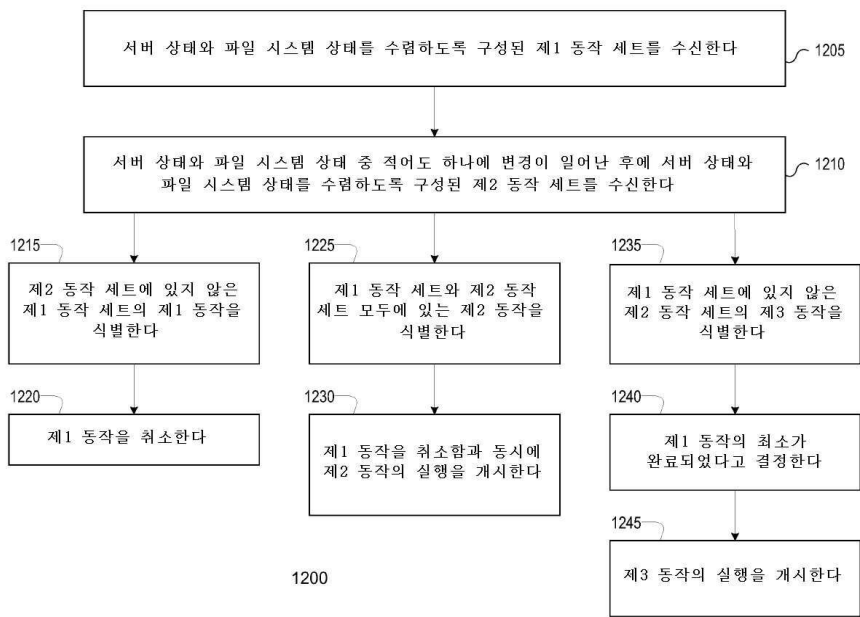 서버 상태와 파일 시스템 상태를 수렴하도록 구성된 제1 동작 세트를 수신한다
1205
서버 상태와 파일 시스템 상태 중 적어도 하나에 변경이 일어난 후에 서버 상태와
파일 시스템 상태를 수렴하도록 구성된 제2 동작 세트를 수신한다
1210
1215
제2 동작 세트에 있지 않은
제1 동작 세트의 제1 동작을
식별한다
1220
제1 동작을 취소한다
1225
제1 동작 세트와 제2 동작
세트 모두에 있는 제2 동작을
식별한다
1230
제1 동작을 취소함과 동시에
제2 동작의 실행을 개시한다
1235
제1 동작 세트에 있지 않은
제2 동작 세트의 제3 동작을
식별한다
1240
제1 동작의 최소가
완료되었다고 결정한다
1245
제3 동작의 실행을 개시한다
1200